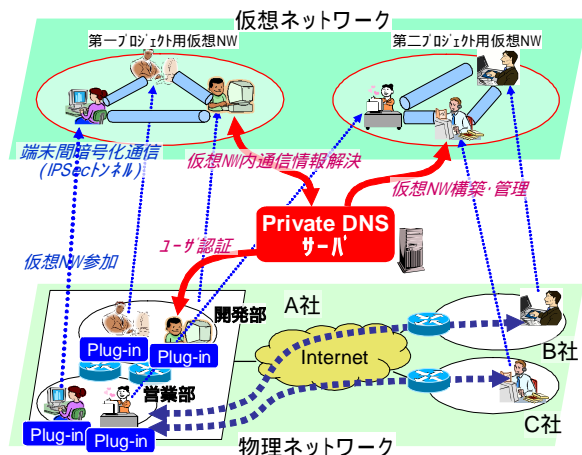 仮想ネットワーク
第一プロジェクト用仮想NW
第二プロジェクト用仮想NW
端末間暗号化通信
(IPSecトンネル)
仮想NW内通信情報解決
仮想NW構築・管理
Private DNS
サーバ
ユーザ認証
仮想NW参加
A社
開発部
B社
Plug-in
Plug-in
Internet
営業部
C社
Plug-in
Plug-in
物理ネットワーク